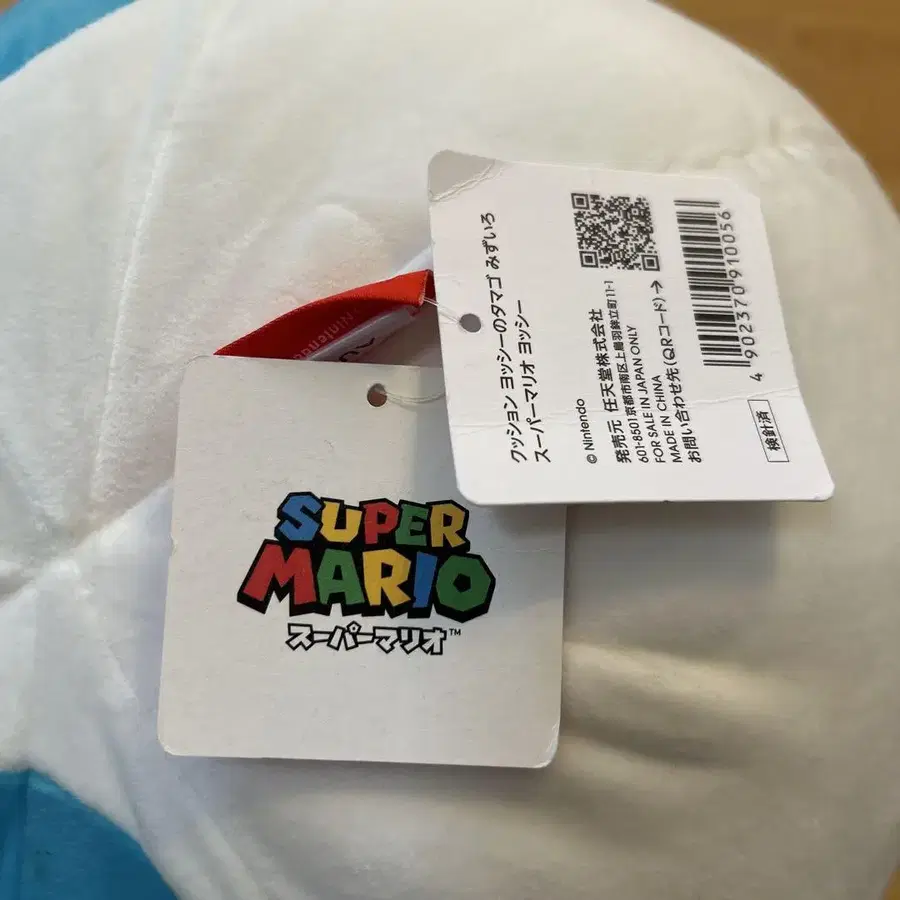 クッション ヨッシーのタマゴ みずいろ
スーパーマリオ ヨッシー
© Nintendo
発売元 任天堂株式会社
601-8501 京都市南区上鳥羽鉾立町11-1
FOR SALE IN JAPAN ONLY
MADE IN CHINA
お問い合わせ先(QRコード)→
4 902370 910056
検針済
Nintendo
SUPER
MARIO
スーパーマリオ™